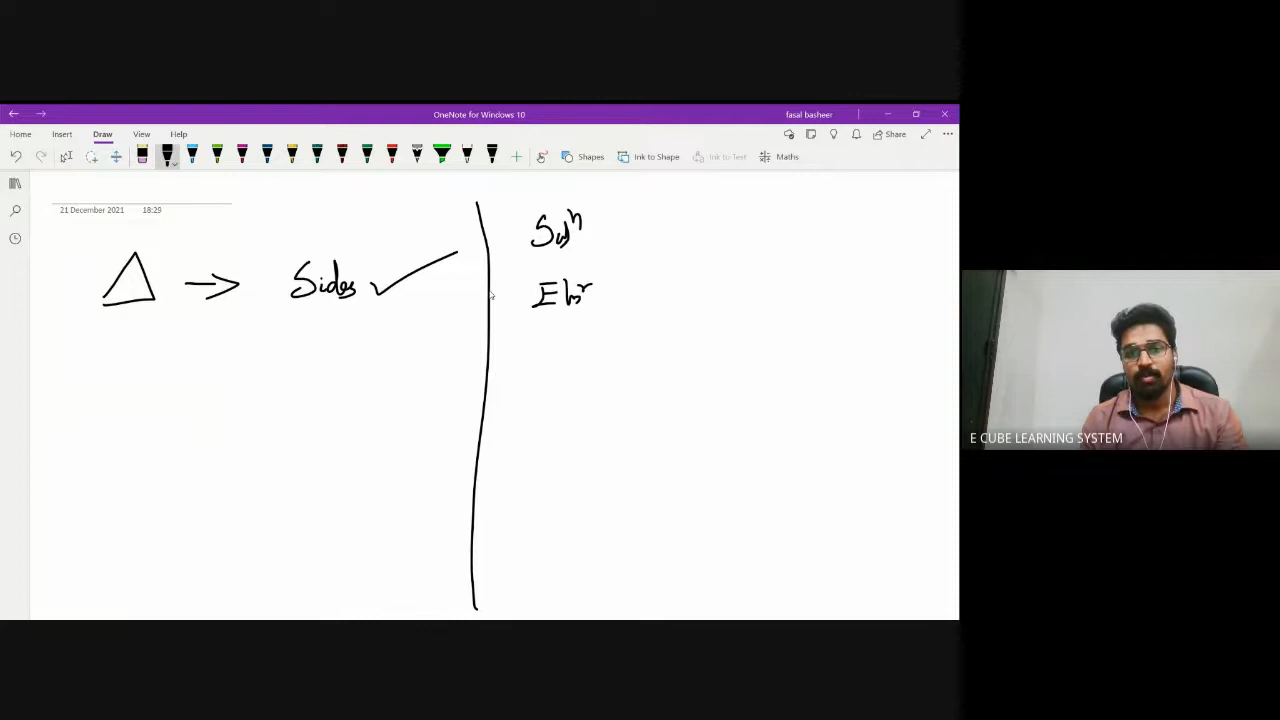 OneNote for Windows 10
fasal basheer
Home Insert Draw View Help
Share
Shapes Ink to Shape Ink to Text Maths
21 December 2021 18:29
Sides
E CUBE LEARNING SYSTEM